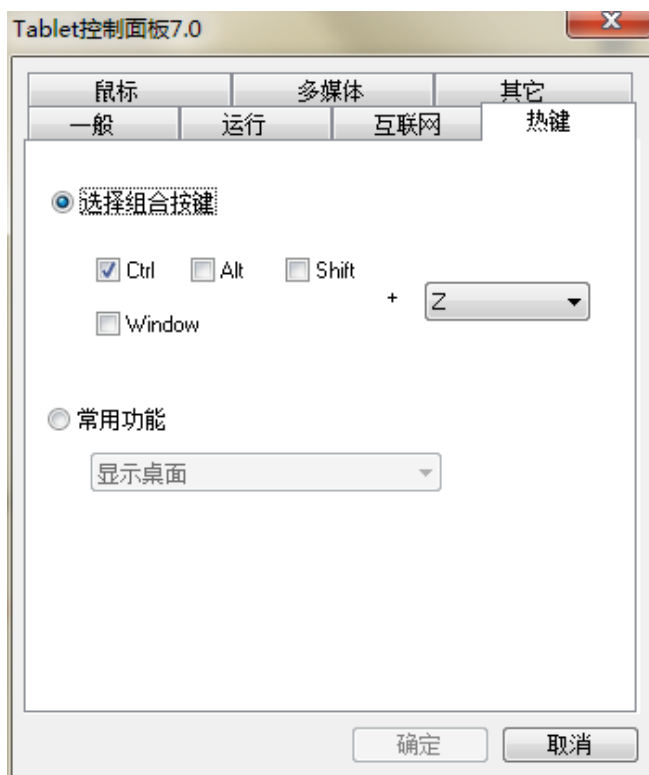 Tablet控制面板7.0
鼠标 多媒体 其它
一般 运行 互联网 热键
选择组合按键
Ctrl Alt Shift
+ Z
Window
常用功能
显示桌面
确定 取消